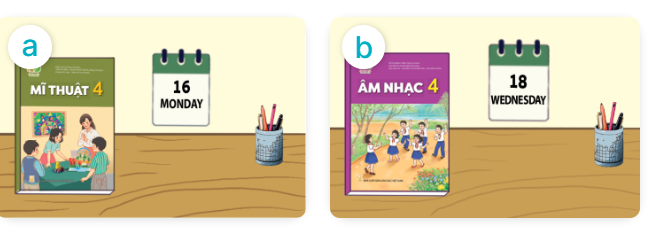 a
MĨ THUẬT 4
16
MONDAY
b
ÂM NHẠC 4
18
WEDNESDAY